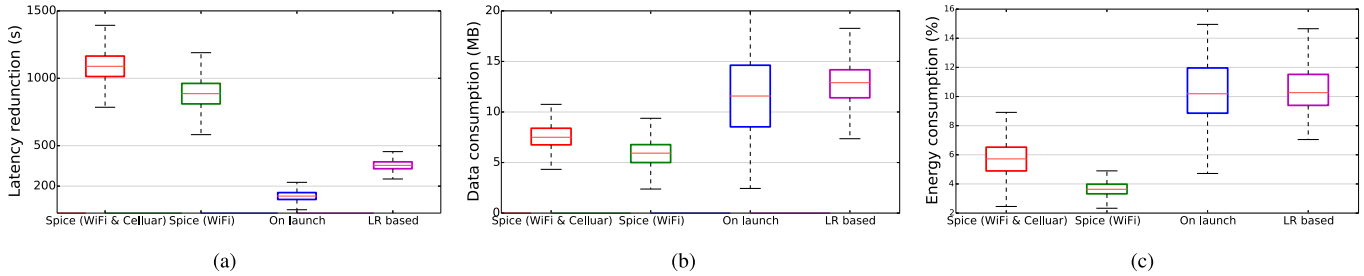 Latency redunction (s)
1500
1000
500
200
Spice (WiFi & Celluar) Spice (WiFi) On launch LR based
(a)
Data consumption (MB)
20
15
10
5
0
Spice (WiFi & Celluar) Spice (WiFi) On launch LR based
(b)
Energy consumption (%)
16
14
12
10
8
6
4
2
Spice (WiFi & Celluar) Spice (WiFi) On launch LR based
(c)